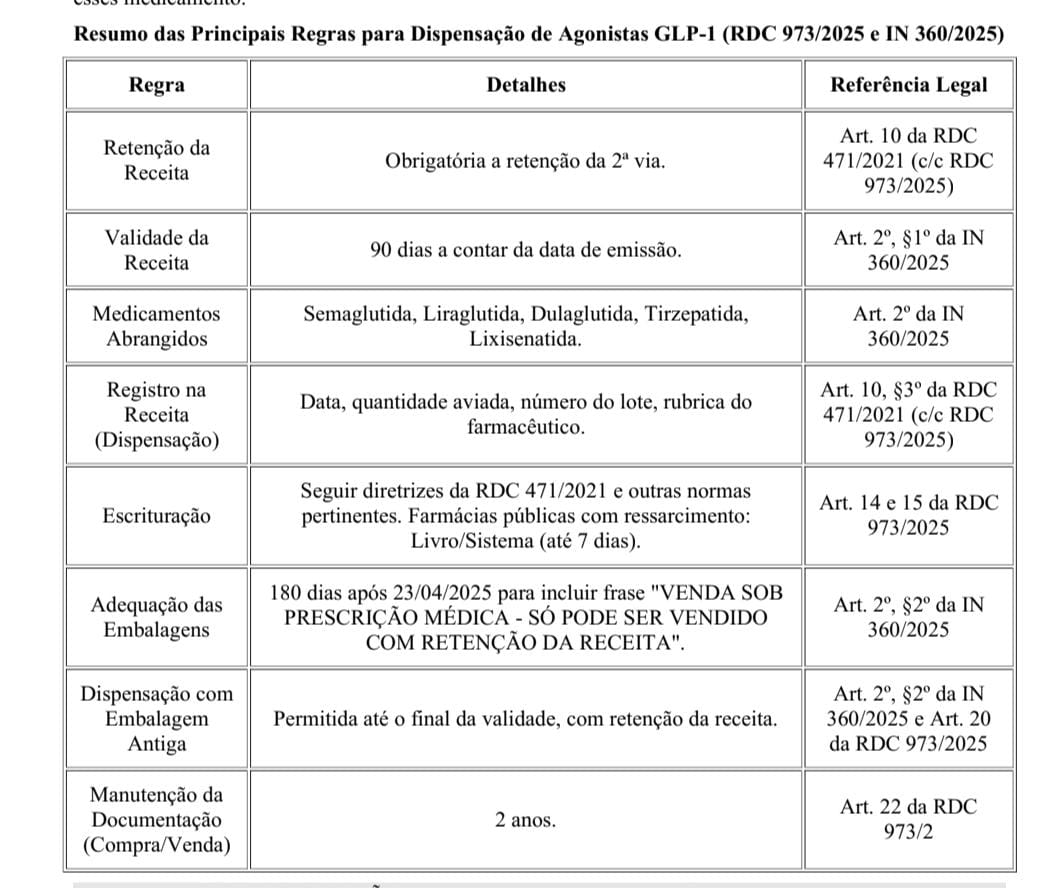 esses medicamento.
Resumo das Principais Regras para Dispensação de Agonistas GLP-1 (RDC 973/2025 e IN 360/2025)
Regra
Detalhes
Referência Legal
Retenção da
Receita
Obrigatória a retenção da 2ª via.
Art. 10 da RDC
471/2021 (c/c RDC
973/2025)
Validade da
Receita
90 dias a contar da data de emissão.
Art. 2º, §1º da IN
360/2025
Medicamentos
Abrangidos
Semaglutida, Liraglutida, Dulaglutida, Tirzepatida,
Lixisenatida.
Art. 2º da IN
360/2025
Registro na
Receita
(Dispensação)
Data, quantidade aviada, número do lote, rubrica do
farmacêutico.
Art. 10, §3º da RDC
471/2021 (c/c RDC
973/2025)
Escrituração
Seguir diretrizes da RDC 471/2021 e outras normas
pertinentes. Farmácias públicas com ressarcimento:
Livro/Sistema (até 7 dias).
Art. 14 e 15 da RDC
973/2025
Adequação das
Embalagens
180 dias após 23/04/2025 para incluir frase "VENDA SOB
PRESCRIÇÃO MÉDICA - SÓ PODE SER VENDIDO
COM RETENÇÃO DA RECEITA".
Art. 2º, §2º da IN
360/2025
Dispensação com
Embalagem
Antiga
Permitida até o final da validade, com retenção da receita.
Art. 2º, §2º da IN
360/2025 e Art. 20
da RDC 973/2025
Manutenção da
Documentação
(Compra/Venda)
2 anos.
Art. 22 da RDC
973/2